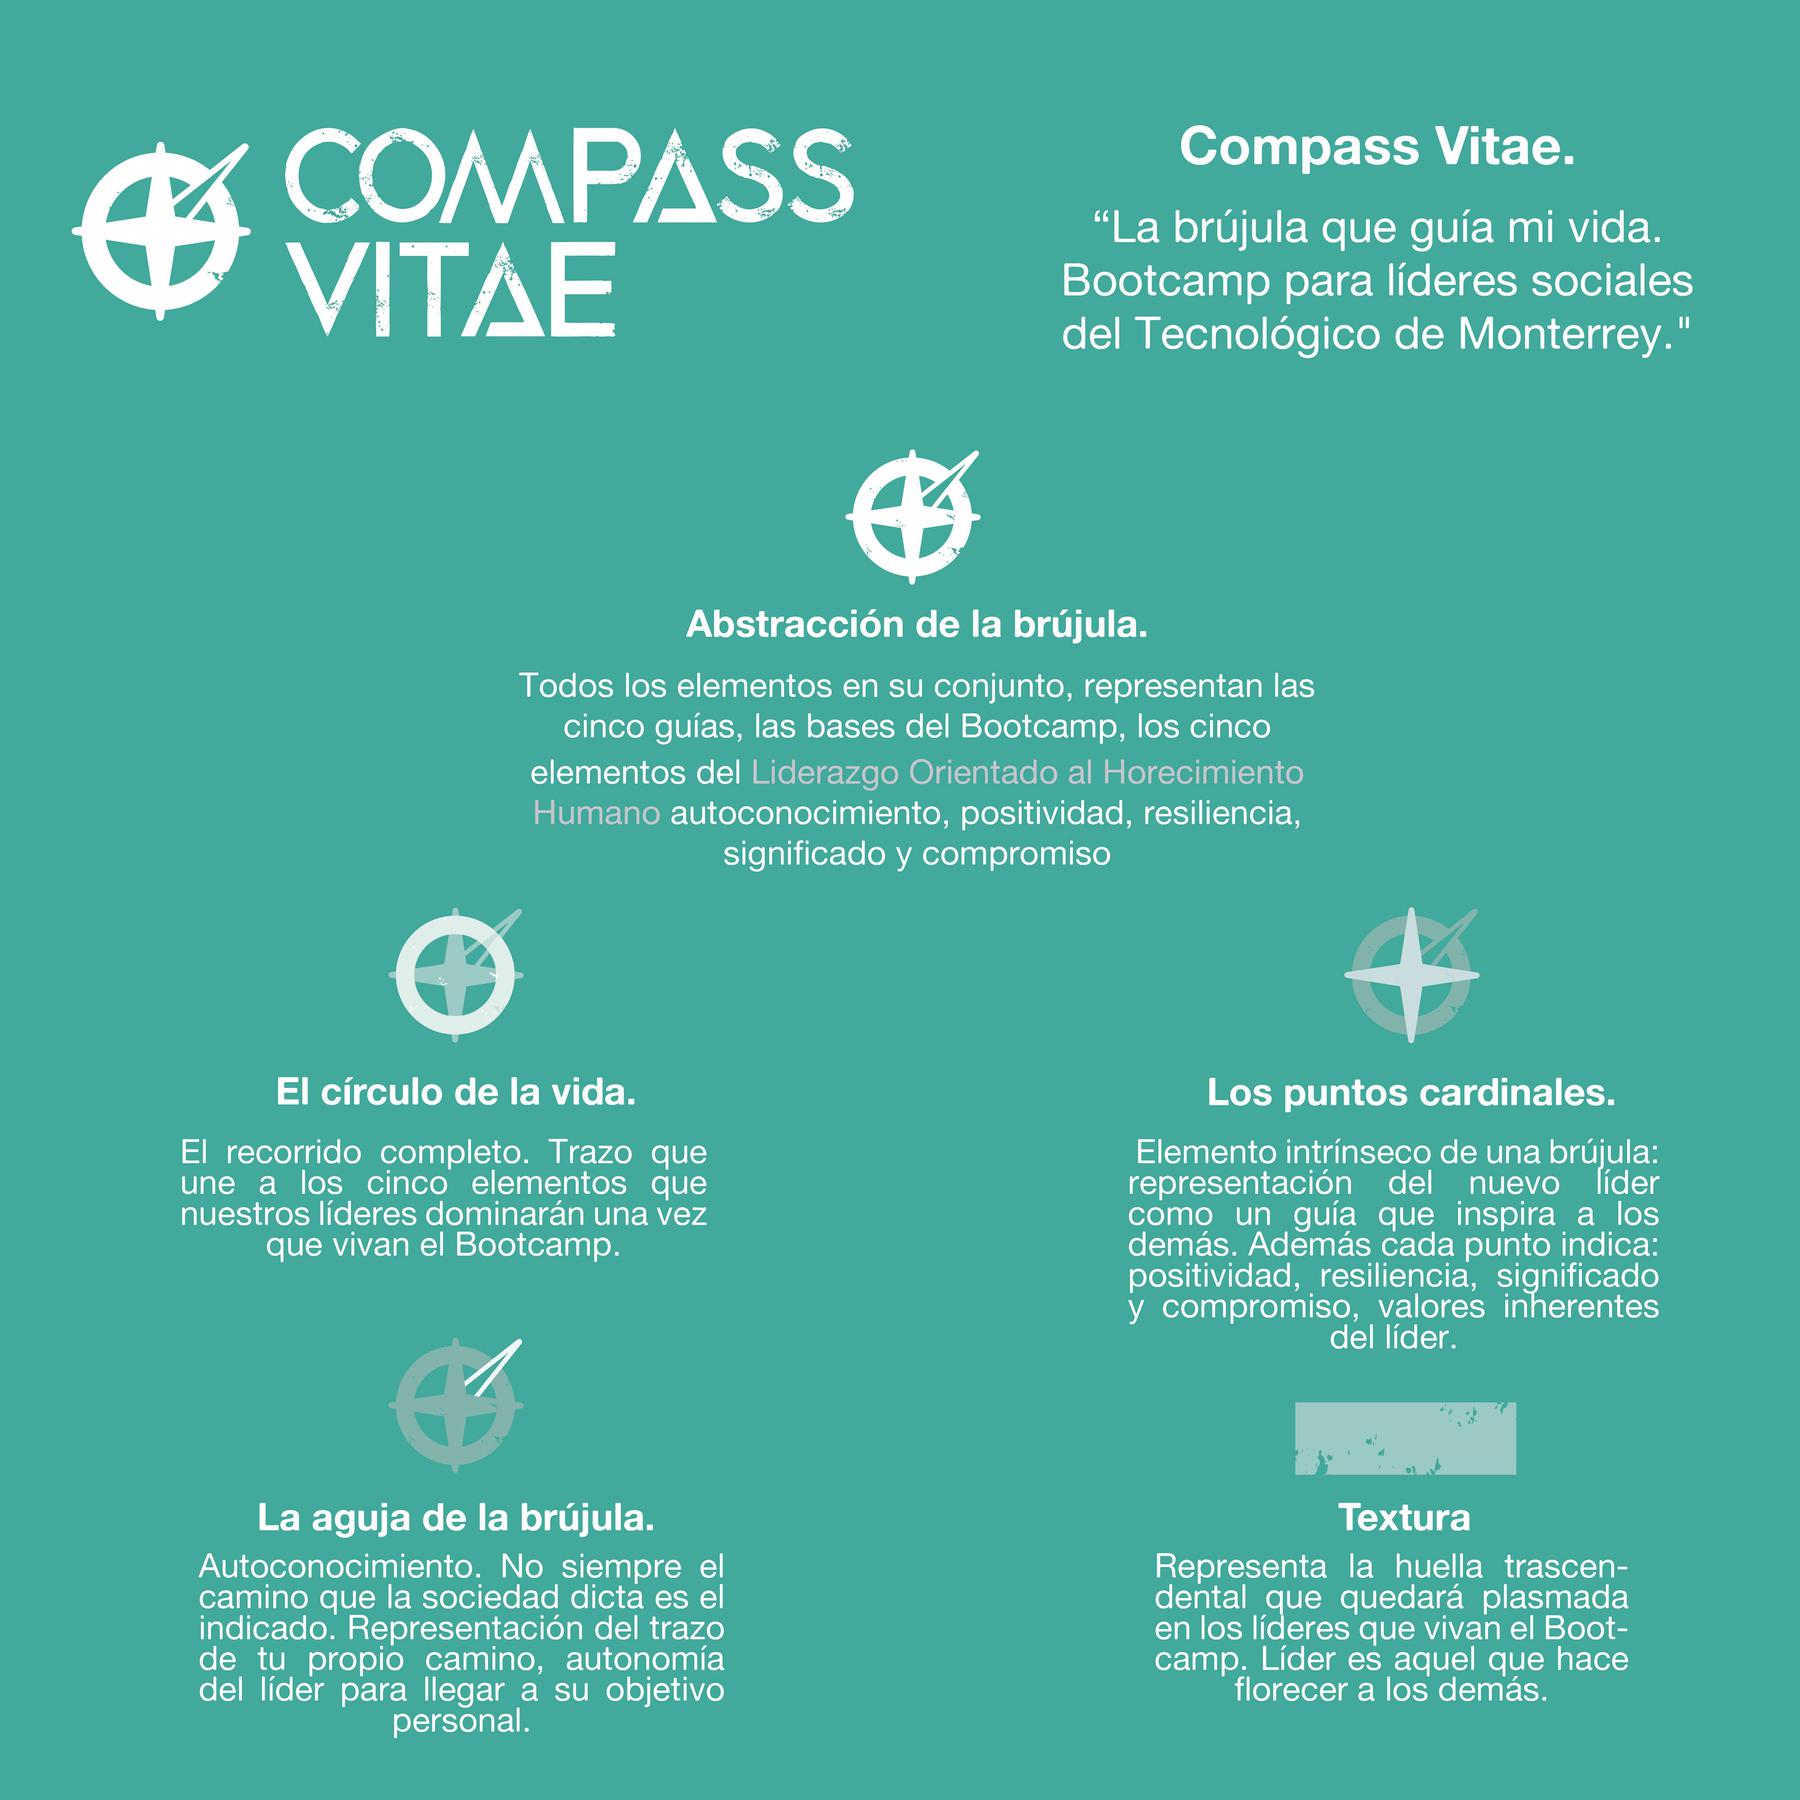 COMPASS
VITAE
Compass Vitae.
“La brújula que guía mi vida.
Bootcamp para líderes sociales
del Tecnológico de Monterrey."
Abstracción de la brújula.
Todos los elementos en su conjunto, representan las
cinco guías, las bases del Bootcamp, los cinco
elementos del Liderazgo Orientado al Horecimiento
Humano autoconocimiento, positividad, resiliencia,
significado y compromiso
El círculo de la vida.
El recorrido completo. Trazo que
une a los cinco elementos que
nuestros líderes dominarán una vez
que vivan el Bootcamp.
Los puntos cardinales.
Elemento intrínseco de una brújula:
representación del nuevo líder
como un guía que inspira a los
demás. Además cada punto indica:
positividad, resiliencia, significado
y compromiso, valores inherentes
del líder.
La aguja de la brújula.
Autoconocimiento. No siempre el
camino que la sociedad dicta es el
indicado. Representación del trazo
de tu propio camino, autonomía
del líder para llegar a su objetivo
personal.
Textura
Representa la huella trascen-
dental que quedará plasmada
en los líderes que vivan el Boot-
camp. Líder es aquel que hace
florecer a los demás.